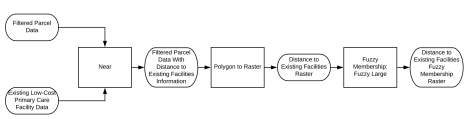 Filtered Parcel
Data
Existing Low-Cost
Primary Care
Facility Data
Near
Filtered Parcel
Data With
Distance to
Existing Facilities
Information
Polygon to Raster
Distance to
Existing Facilities
Raster
Fuzzy
Membership:
Fuzzy Large
Distance to
Existing Facilities
Fuzzy
Membership
Raster